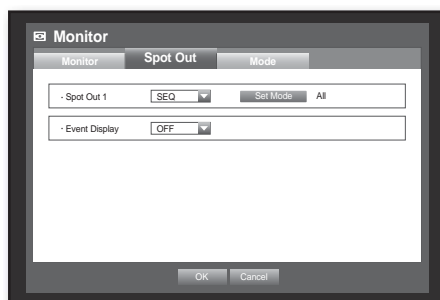 Monitor
Monitor Spot Out Mode
· Spot Out 1 SEQ Set Mode All
· Event Display OFF
OK Cancel